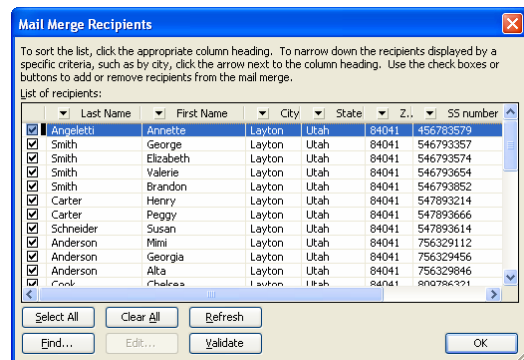 Mail Merge Recipients
To sort the list, click the appropriate column heading. To narrow down the recipients displayed by a
specific criteria, such as by city, click the arrow next to the column heading. Use the check boxes or
buttons to add or remove recipients from the mail merge.
List of recipients:
Last Name First Name City State Z.. SS number
Angeletti Annette Layton Utah 84041 456783579
Smith George Layton Utah 84041 546793357
Smith Elizabeth Layton Utah 84041 546793574
Smith Valerie Layton Utah 84041 546793654
Smith Brandon Layton Utah 84041 546793852
Carter Henry Layton Utah 84041 547893214
Carter Peggy Layton Utah 84041 547893666
Schneider Susan Layton Utah 84041 547893614
Anderson Mimi Layton Utah 84041 756329112
Anderson Georgia Layton Utah 84041 756329456
Anderson Alta Layton Utah 84041 756329846
Cook Chelsea Layton Utah 84041 809786321
Select All Clear All Refresh
Find... Edit... Validate OK